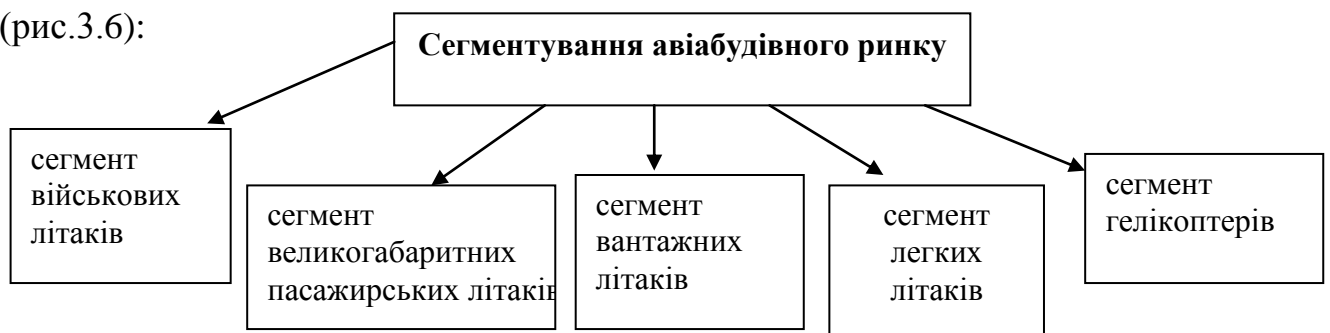 (рис.3.6):
Сегментування авіабудівного ринку
сегмент
військових
літаків
сегмент
великогабаритних
пасажирських літаків
сегмент
вантажних
літаків
сегмент
легких
літаків
сегмент
гелікоптерів